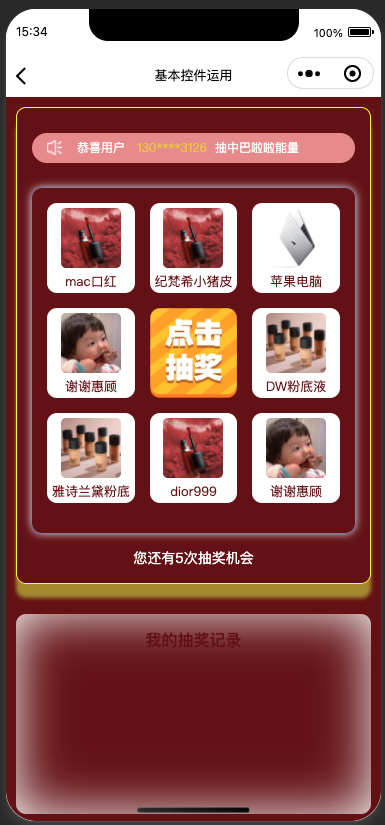 15:34
100%
基本控件运用
恭喜用户 130****3126 抽中巴啦啦能量
mac口红
纪梵希小猪皮
苹果电脑
谢谢惠顾
点击
抽奖
DW粉底液
雅诗兰黛粉底
dior999
谢谢惠顾
您还有5次抽奖机会
我的抽奖记录